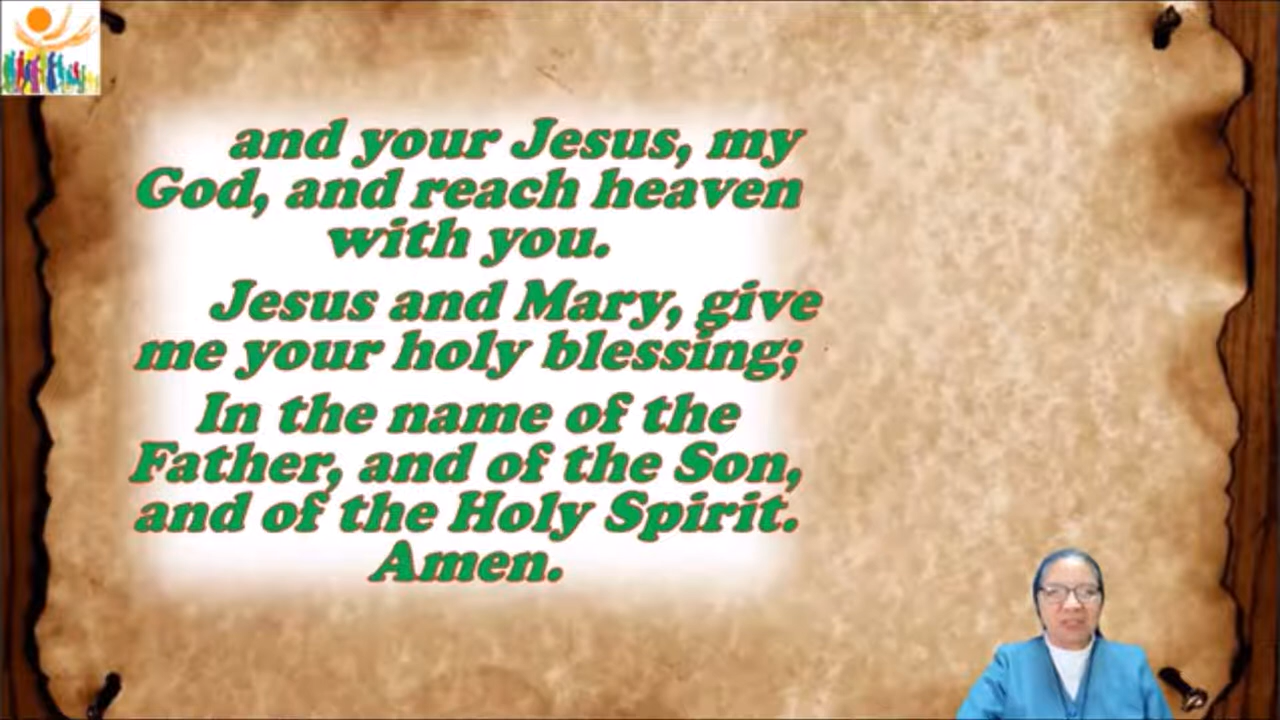 and your Jesus, my
God, and reach heaven
with you.
Jesus and Mary, give
me your holy blessing;
In the name of the
Father, and of the Son,
and of the Holy Spirit.
Amen.